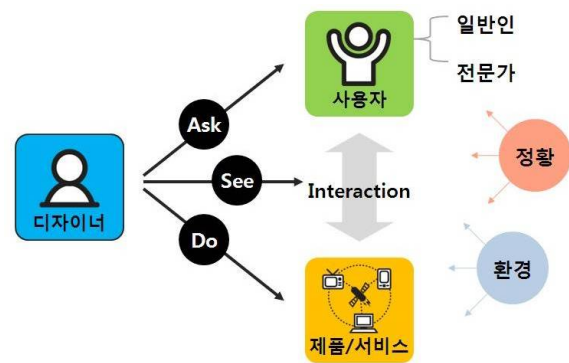 일반인
전문가
사용자
Ask
정황
See
Interaction
디자이너
Do
환경
제품/서비스